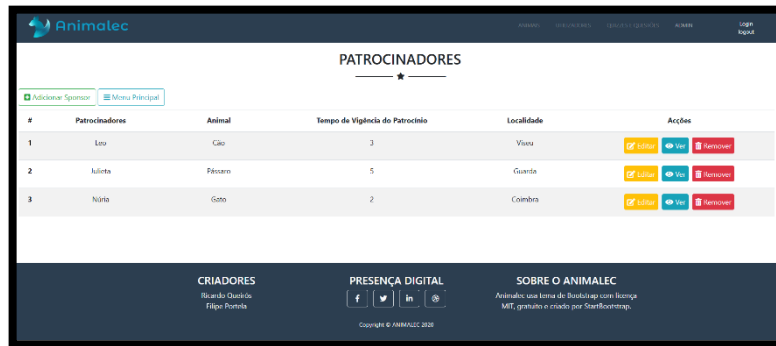 Animalec
ADMIN
Login
logout
PATROCINADORES
Adicionar Sponsor
Menu Principal
# Patrocinadores Animal Tempo de Vigência do Patrocínio Localidade Acções
1 Leo Cão 3 Viseu Editar Ver Remover
2 Julieta Pássaro 5 Guarda Editar Ver Remover
3 Núria Gato 2 Coimbra Editar Ver Remover
CRIADORES PRESENÇA DIGITAL SOBRE O ANIMALEC
Ricardo Queirós
Filipe Portela
Animalec usa tema de Bootstrap com licença
MIT, gratuito e criado por StartBootstrap.
Copyright © ANIMALEC 2020